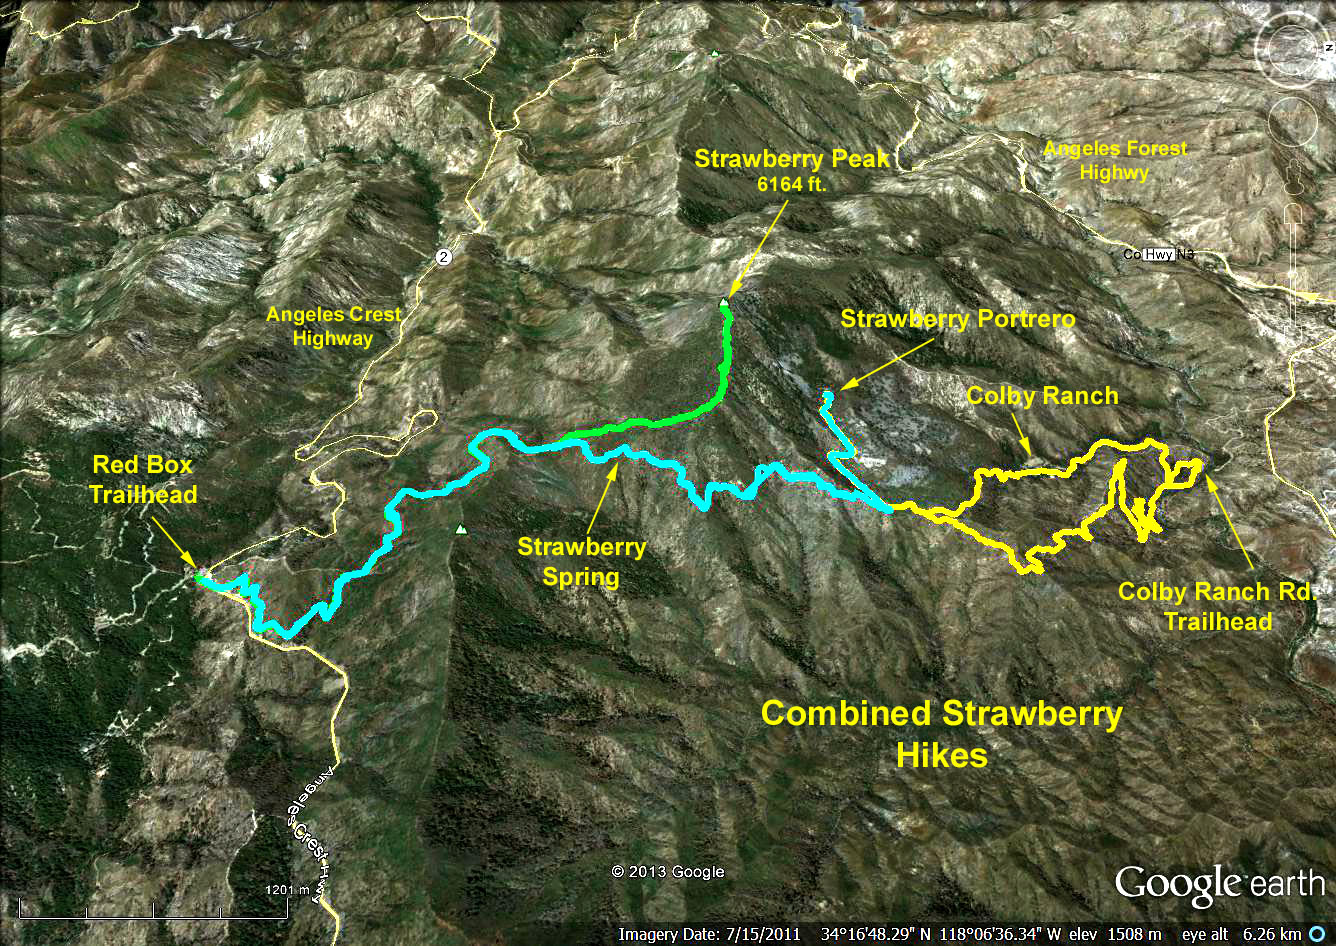 Z
Strawberry Peak
6164 ft.
Angeles Forest
Highwy
Co Hwy N3
2
Angeles Crest
Highway
Strawberry Portrero
Colby Ranch
Red Box
Trailhead
Strawberry
Spring
Colby Ranch Rd.
Trailhead
Combined Strawberry
Hikes
Angeles Crest Hwy
© 2013 Google
Google earth
1201 m
Imagery Date: 7/15/2011 34°16'48.29" N 118°06'36.34" W elev 1508 m eye alt 6.26 km